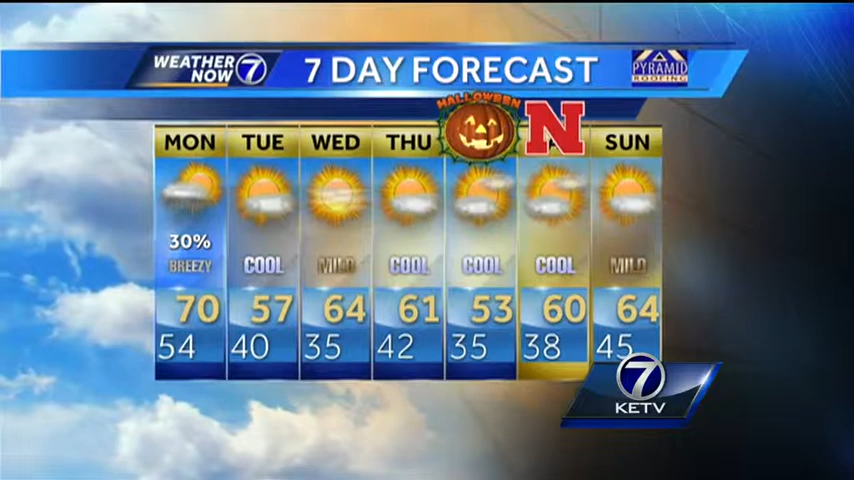 WEATHER NOW 7
7 DAY FORECAST
PYRAMID ROOFING
HALLOWEEN
N
MON TUE WED THU SUN
30%
BREEZY COOL MILD COOL COOL COOL MILD
70 57 64 61 53 60 64
54 40 35 42 35 38 45
7
KETV